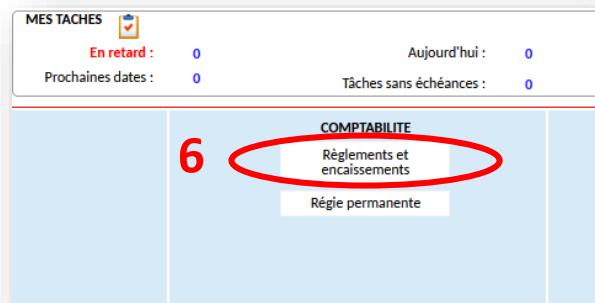 MES TACHES
En retard : 0 Aujourd'hui : 0
Prochaines dates : 0 Tâches sans échéances : 0
COMPTABILITE
6 Règlements et
encaissements
Régie permanente